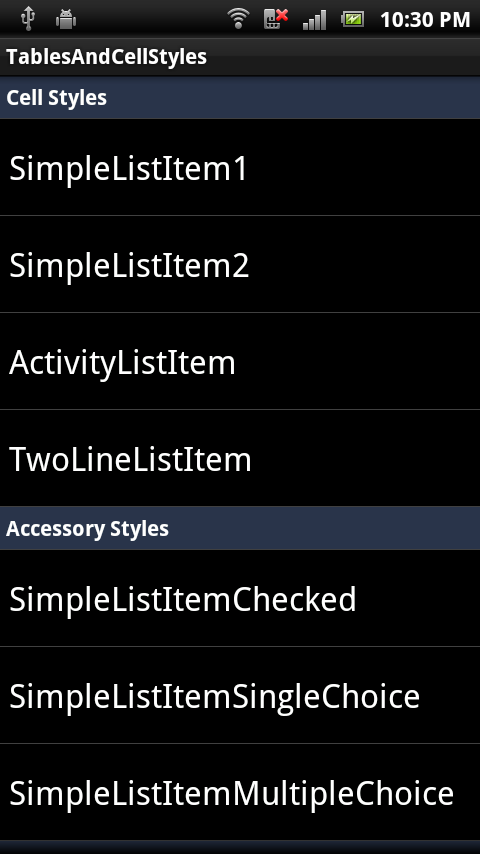 10:30 PM
TablesAndCellStyles
Cell Styles
SimpleListItem1
SimpleListItem2
ActivityListItem
TwoLineListItem
Accessory Styles
SimpleListItemChecked
SimpleListItemSingleChoice
SimpleListItemMultipleChoice